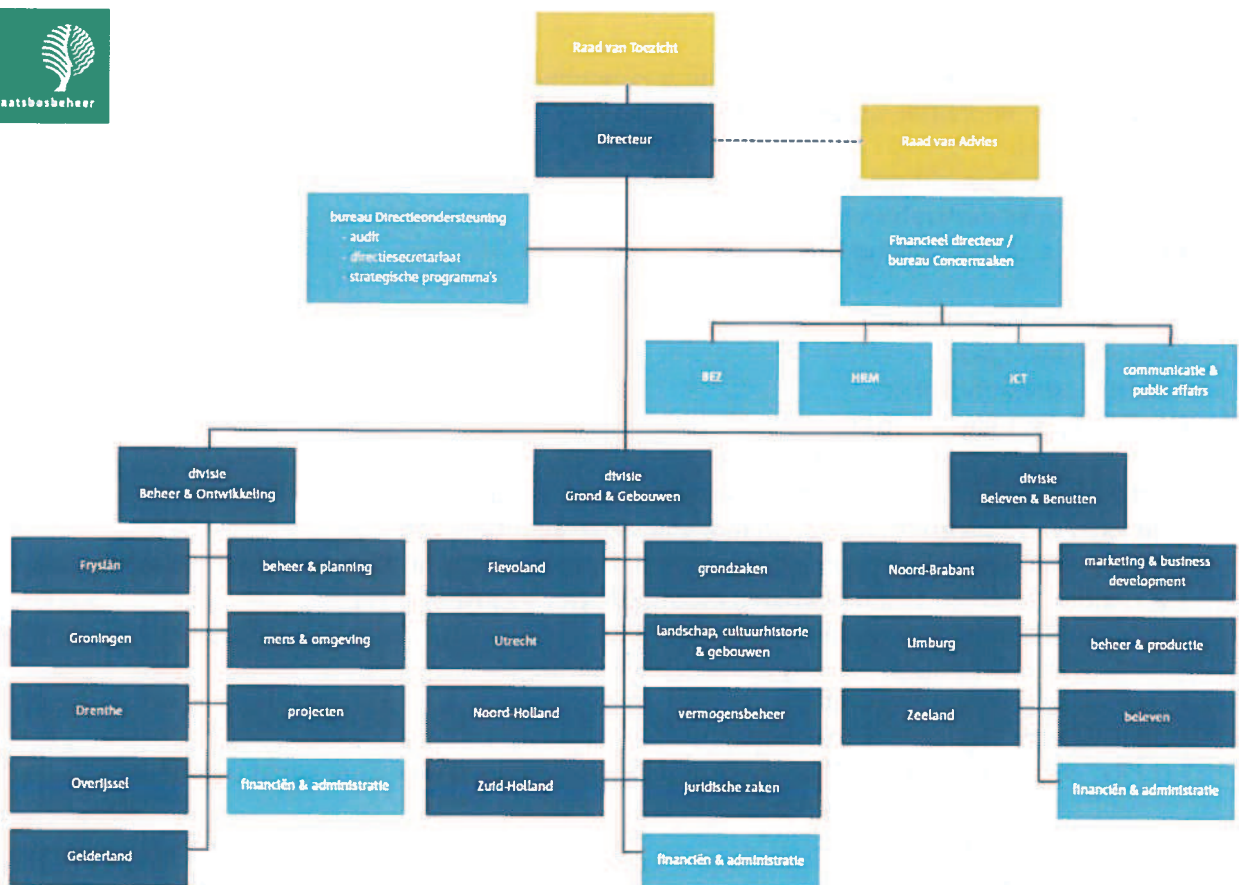 aatsbosbeheer
Raad van Toezicht
Directeur
Raad van Advies
bureau Directieondersteuning
- audit
- directiesecretariaat
- strategische programma's
Financieel directeur /
bureau Concernzaken
BEZ
HRM
ICT
communicatie &
public affairs
divisie
Beheer & Ontwikkeling
Fryslân
beheer & planning
Groningen
mens & omgeving
Drenthe
projecten
Overijssel
financiën & administratie
Gelderland
divisie
Grond & Gebouwen
Flevoland
grondzaken
Utrecht
landschap, cultuurhistorie
& gebouwen
Noord-Holland
vermogensbeheer
Zuid-Holland
juridische zaken
financiën & administratie
divisie
Beleven & Benutten
Noord-Brabant
marketing & business
development
Limburg
beheer & productie
Zeeland
beleven
financiën & administratie